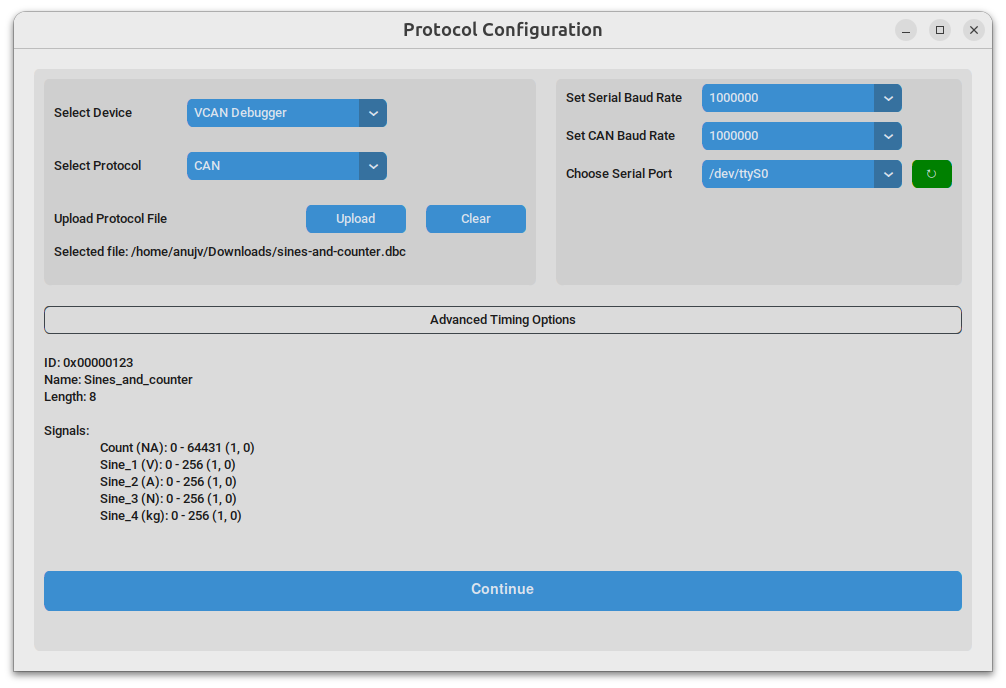 Protocol Configuration
Select Device
VCAN Debugger
Select Protocol
CAN
Upload Protocol File
Upload
Clear
Selected file: /home/anujv/Downloads/sines-and-counter.dbc
Set Serial Baud Rate
1000000
Set CAN Baud Rate
1000000
Choose Serial Port
/dev/ttyS0
Advanced Timing Options
ID: 0x00000123
Name: Sines_and_counter
Length: 8
Signals:
Count (NA): 0 - 64431 (1, 0)
Sine_1 (V): 0 - 256 (1, 0)
Sine_2 (A): 0 - 256 (1, 0)
Sine_3 (N): 0 - 256 (1, 0)
Sine_4 (kg): 0 - 256 (1, 0)
Continue